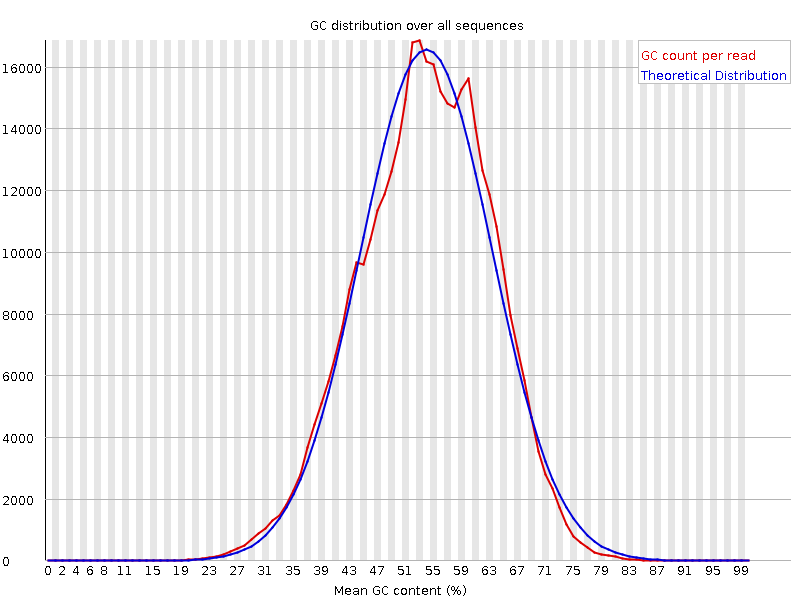 GC distribution over all sequences
GC count per read
Theoretical Distribution
16000
14000
12000
10000
8000
6000
4000
2000
0
0 2 4 6 8 11 15 19 23 27 31 35 39 43 47 51 55 59 63 67 71 75 79 83 87 91 95 99
Mean GC content (%)